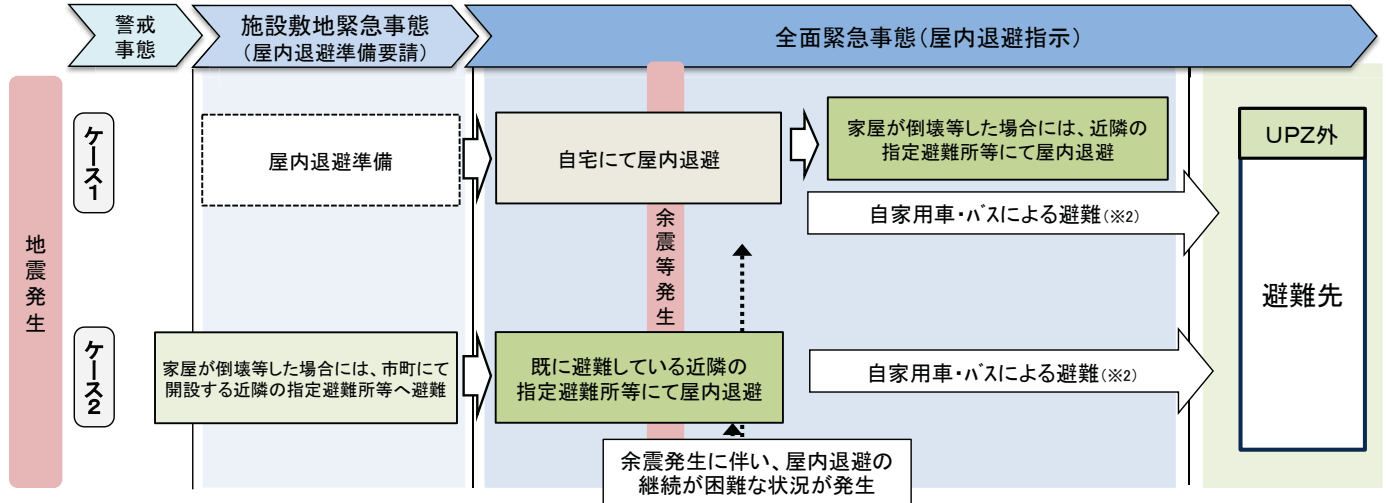 警戒
事態
施設敷地緊急事態
(屋内退避準備要請)
全面緊急事態(屋内退避指示)
地震発生
ケース1
屋内退避準備
自宅にて屋内退避
家屋が倒壊等した場合には、近隣の
指定避難所等にて屋内退避
自家用車・バスによる避難(※2)
余震等発生
UPZ外
避難先
ケース2
家屋が倒壊等した場合には、市町にて
開設する近隣の指定避難所等へ避難
既に避難している近隣の
指定避難所等にて屋内退避
自家用車・バスによる避難(※2)
余震発生に伴い、屋内退避の
継続が困難な状況が発生